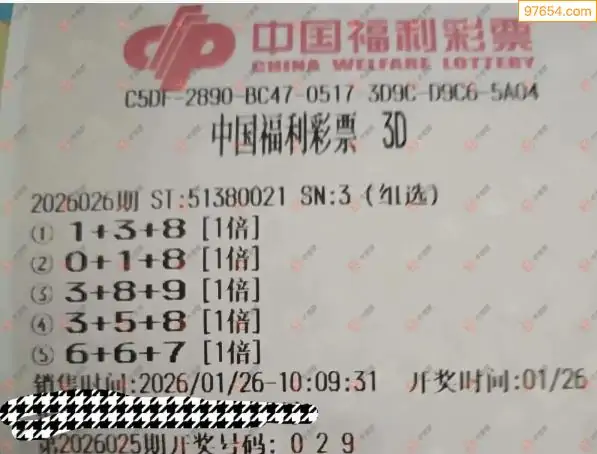 97654.com
中国福利彩票
CHINA WELFARE LOTTERY
C5DF-2890-BC47-0517 3D9C-D9C6-5A04
中国福利彩票 3D
2026026期 ST:51380021 SN:3 (组选)
① 1+3+8 [1倍]
② 0+1+8 [1倍]
③ 3+8+9 [1倍]
④ 3+5+8 [1倍]
⑤ 6+6+7 [1倍]
销售时间:2026/01/26-10:09:31 开奖时间:01/26
第2026025期开奖号码: 0 2 9